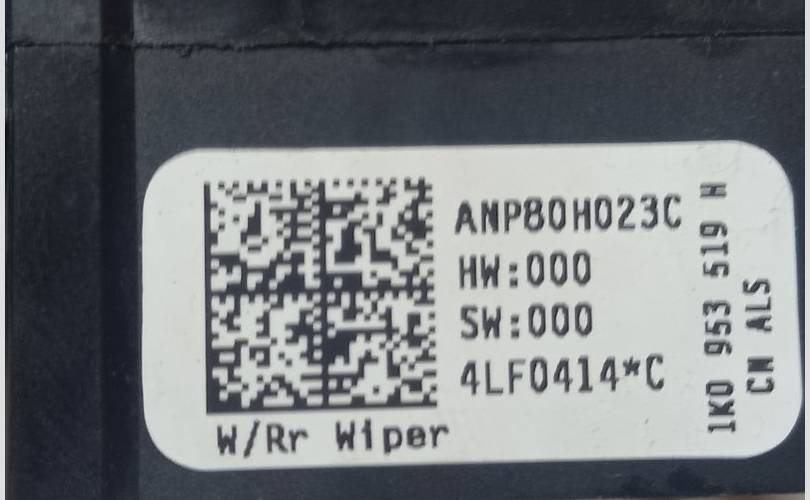 ANP80H023C
HW:000
SW:000
4LF0414*C
W/Rr Wiper
1K0 953 519 H
CN ALS